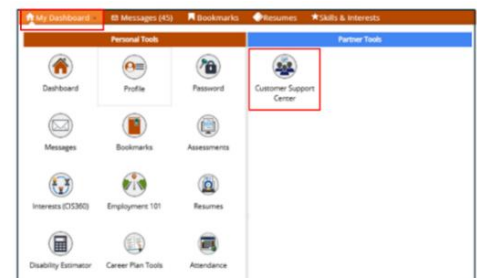 My Dashboard Messages (45) Bookmarks Resumes Skills & Interests
Personal Tools Partner Tools
Dashboard Profile Password Customer Support
Center
Messages Bookmarks Assessments
Interests (CIS360) Employment 101 Resumes
Disability Estimator Career Plan Tools Attendance